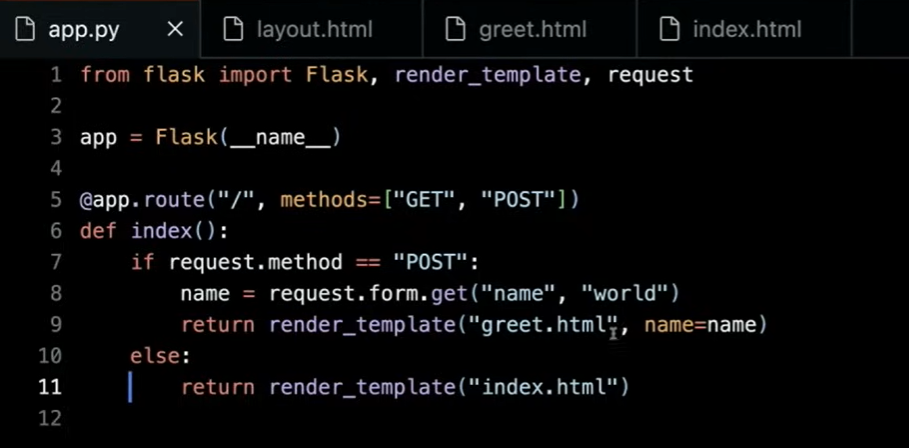 app.py × layout.html greet.html index.html
1 from flask import Flask, render_template, request
2
3 app = Flask(__name__)
4
5 @app.route("/", methods=["GET", "POST"])
6 def index():
7     if request.method == "POST":
8         name = request.form.get("name", "world")
9         return render_template("greet.html", name=name)
10     else:
11         return render_template("index.html")
12